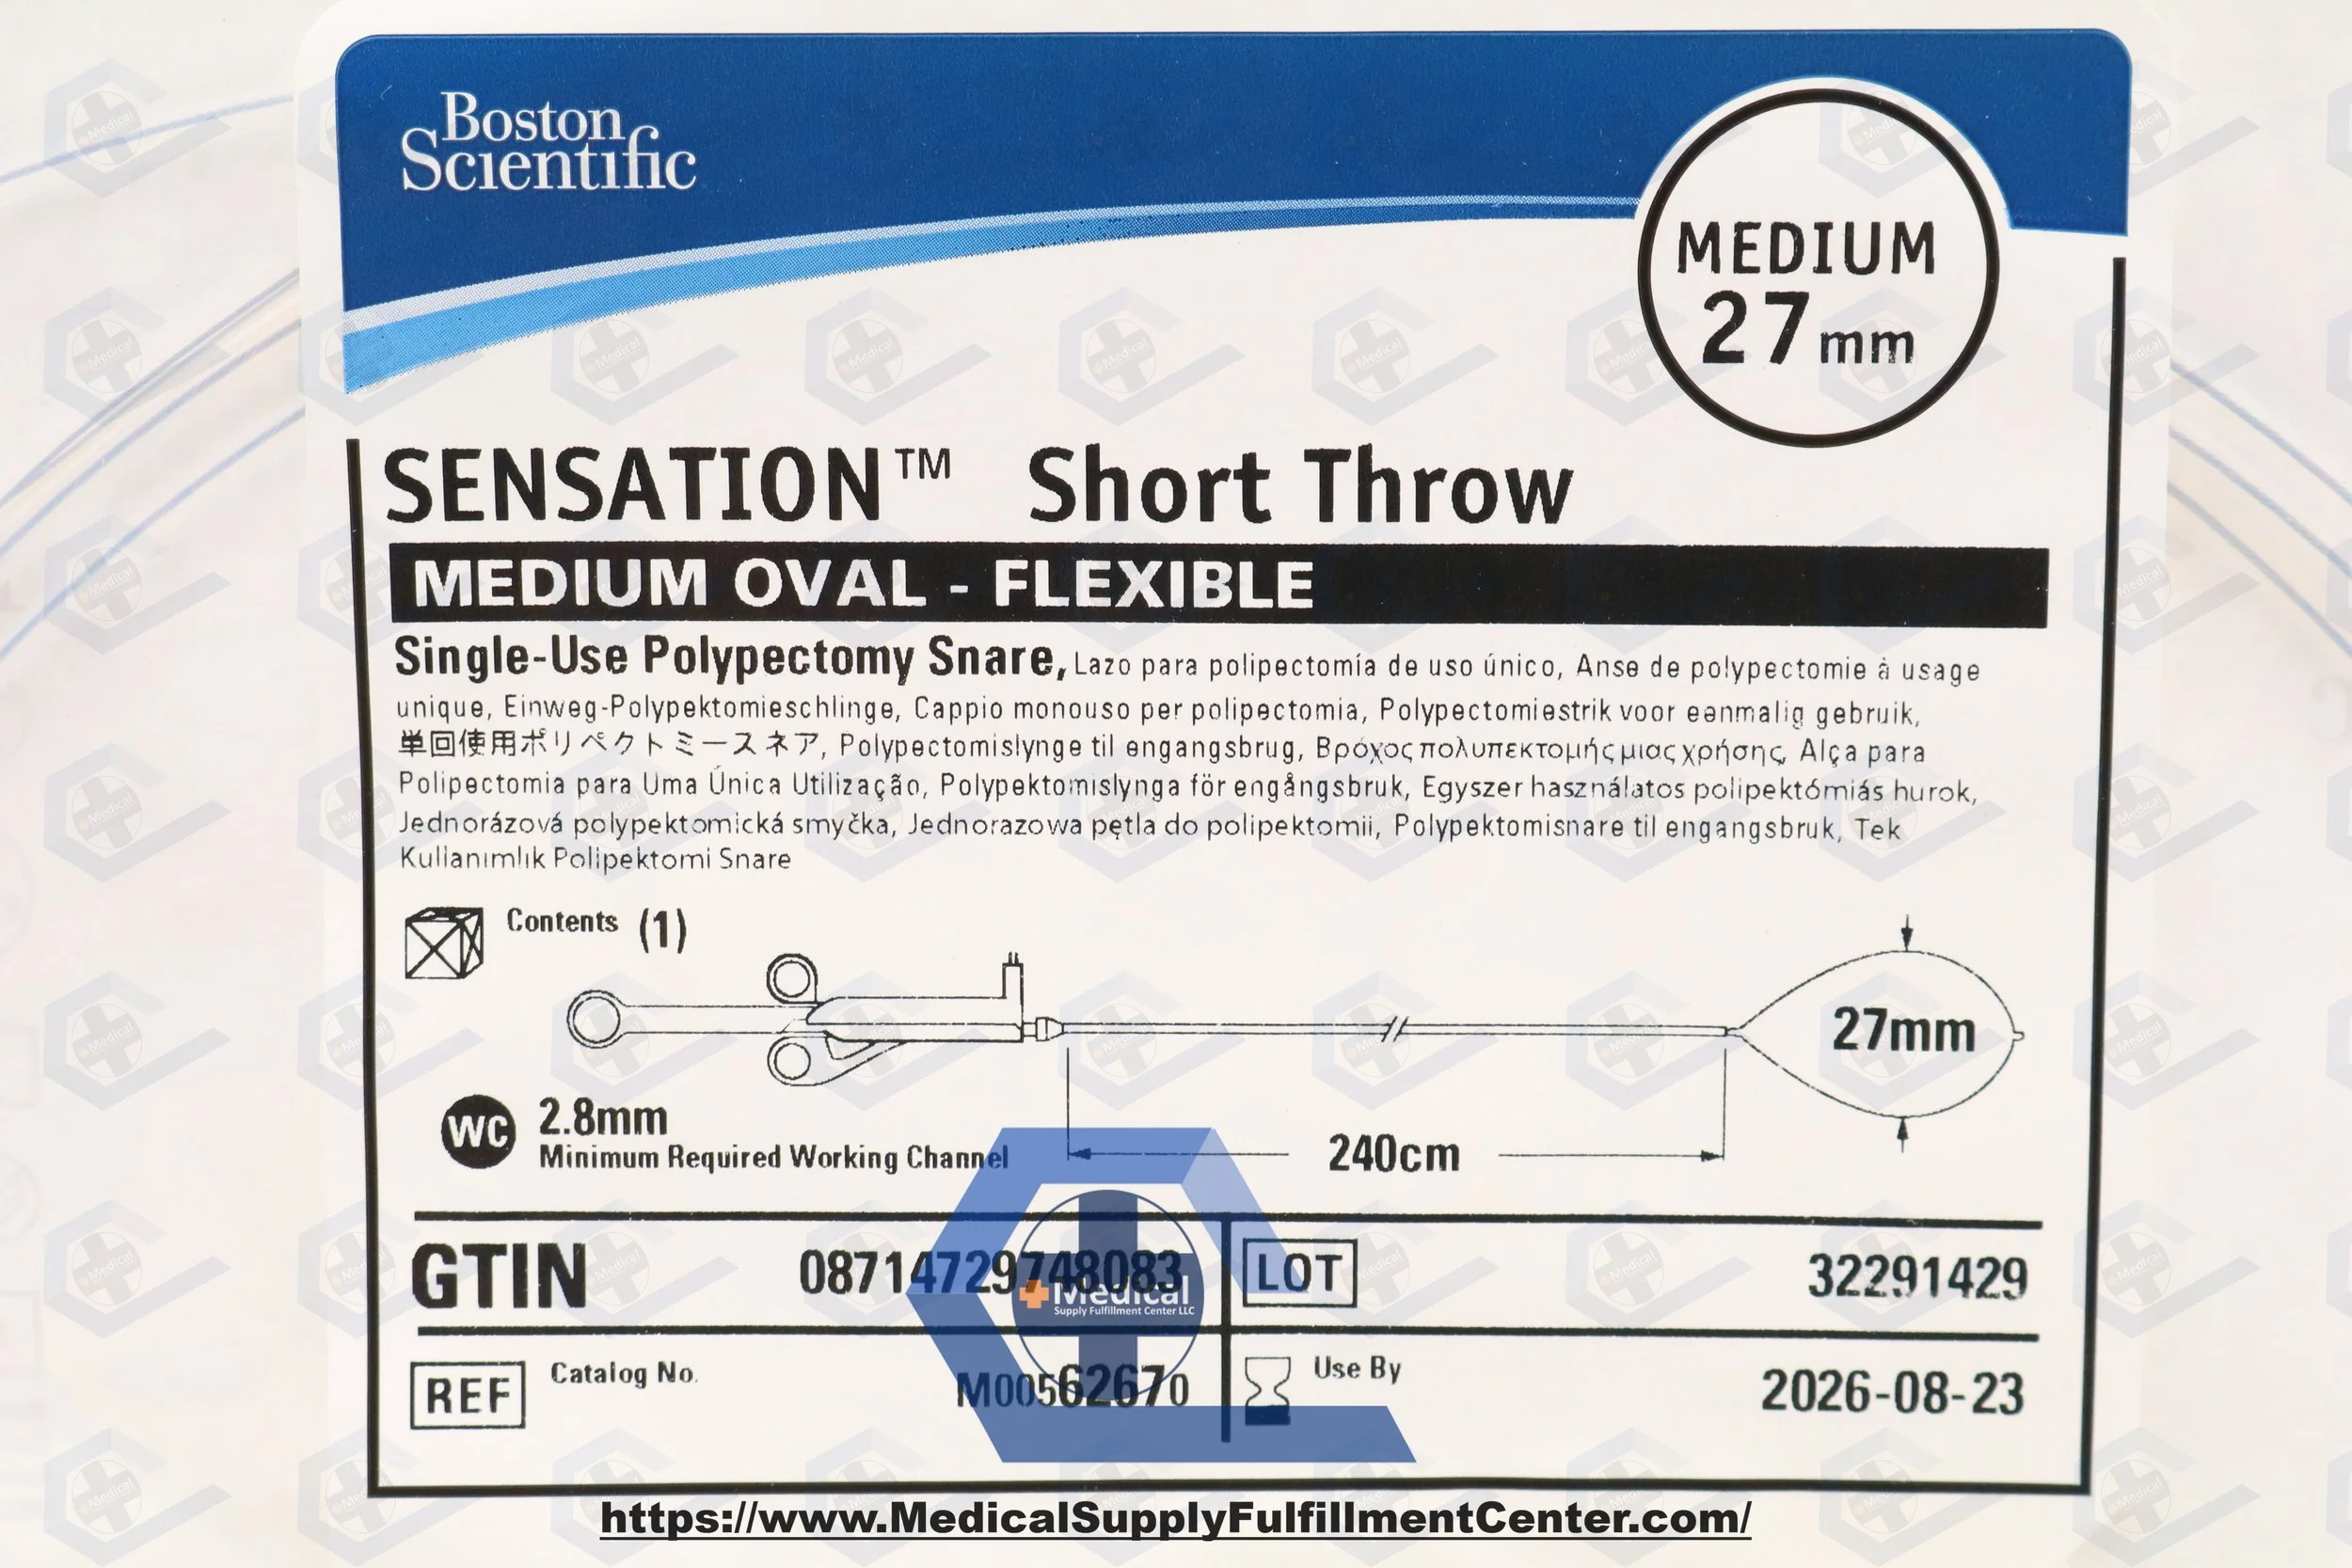 Boston
Scientific
MEDIUM
27 mm
SENSATION™ Short Throw
MEDIUM OVAL - FLEXIBLE
Single-Use Polypectomy Snare, Lazo para polipectomía de uso único, Anse de polypectomie à usage
unique, Einweg-Polypektomieschlinge, Cappio monouso per polipectomia, Polypectomiestrik voor eenmalig gebruik,
単回使用ポリペクトミースネア, Polypectomislynge til engangsbrug, Βρόχος πολυπεκτομής μιας χρήσης, Alça para
Polipectomia para Uma Única Utilização, Polypektomislynga för engångsbruk, Egyszer használatos polipektómiás hurok,
Jednorázová polypektomická smyčka, Jednorazowa pętla do polipektomii, Polypektomisnare til engangsbruk, Tek
Kullanımlık Polipektomi Snare
Contents (1)
27mm
WC 2.8mm
Minimum Required Working Channel
240cm
GTIN 08714729748083
LOT 32291429
Medical
Supply Fulfillment Center LLC
REF Catalog No. M00562670
Use By 2026-08-23
https://www.MedicalSupplyFulfillmentCenter.com/